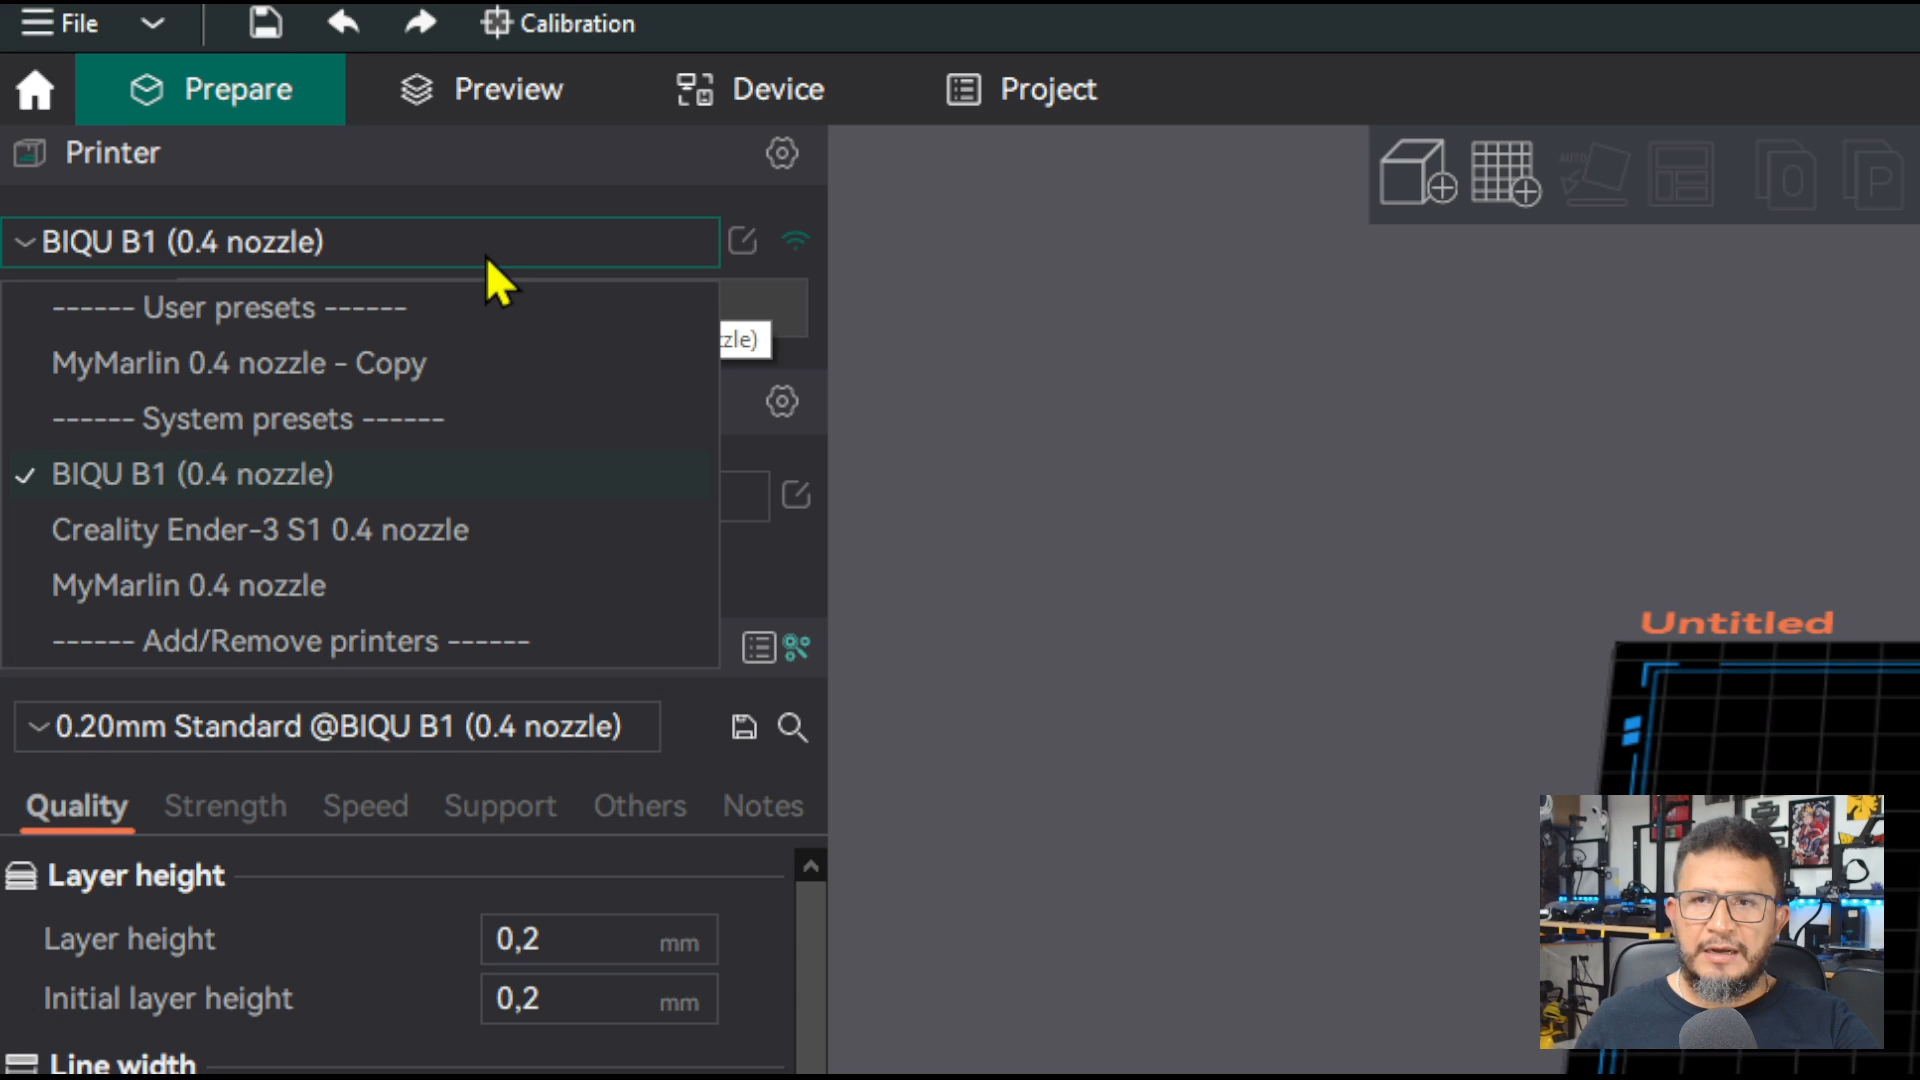 File
Calibration
Prepare
Preview
Device
Project
Printer
BIQU B1 (0.4 nozzle)
------ User presets ------
MyMarlin 0.4 nozzle - Copy
------ System presets ------
BIQU B1 (0.4 nozzle)
Creality Ender-3 S1 0.4 nozzle
MyMarlin 0.4 nozzle
------ Add/Remove printers ------
zzle)
AUTO
0
P
0.20mm Standard @BIQU B1 (0.4 nozzle)
Quality
Strength
Speed
Support
Others
Notes
Layer height
Layer height
0,2
mm
Initial layer height
0,2
mm
Line width
Untitled